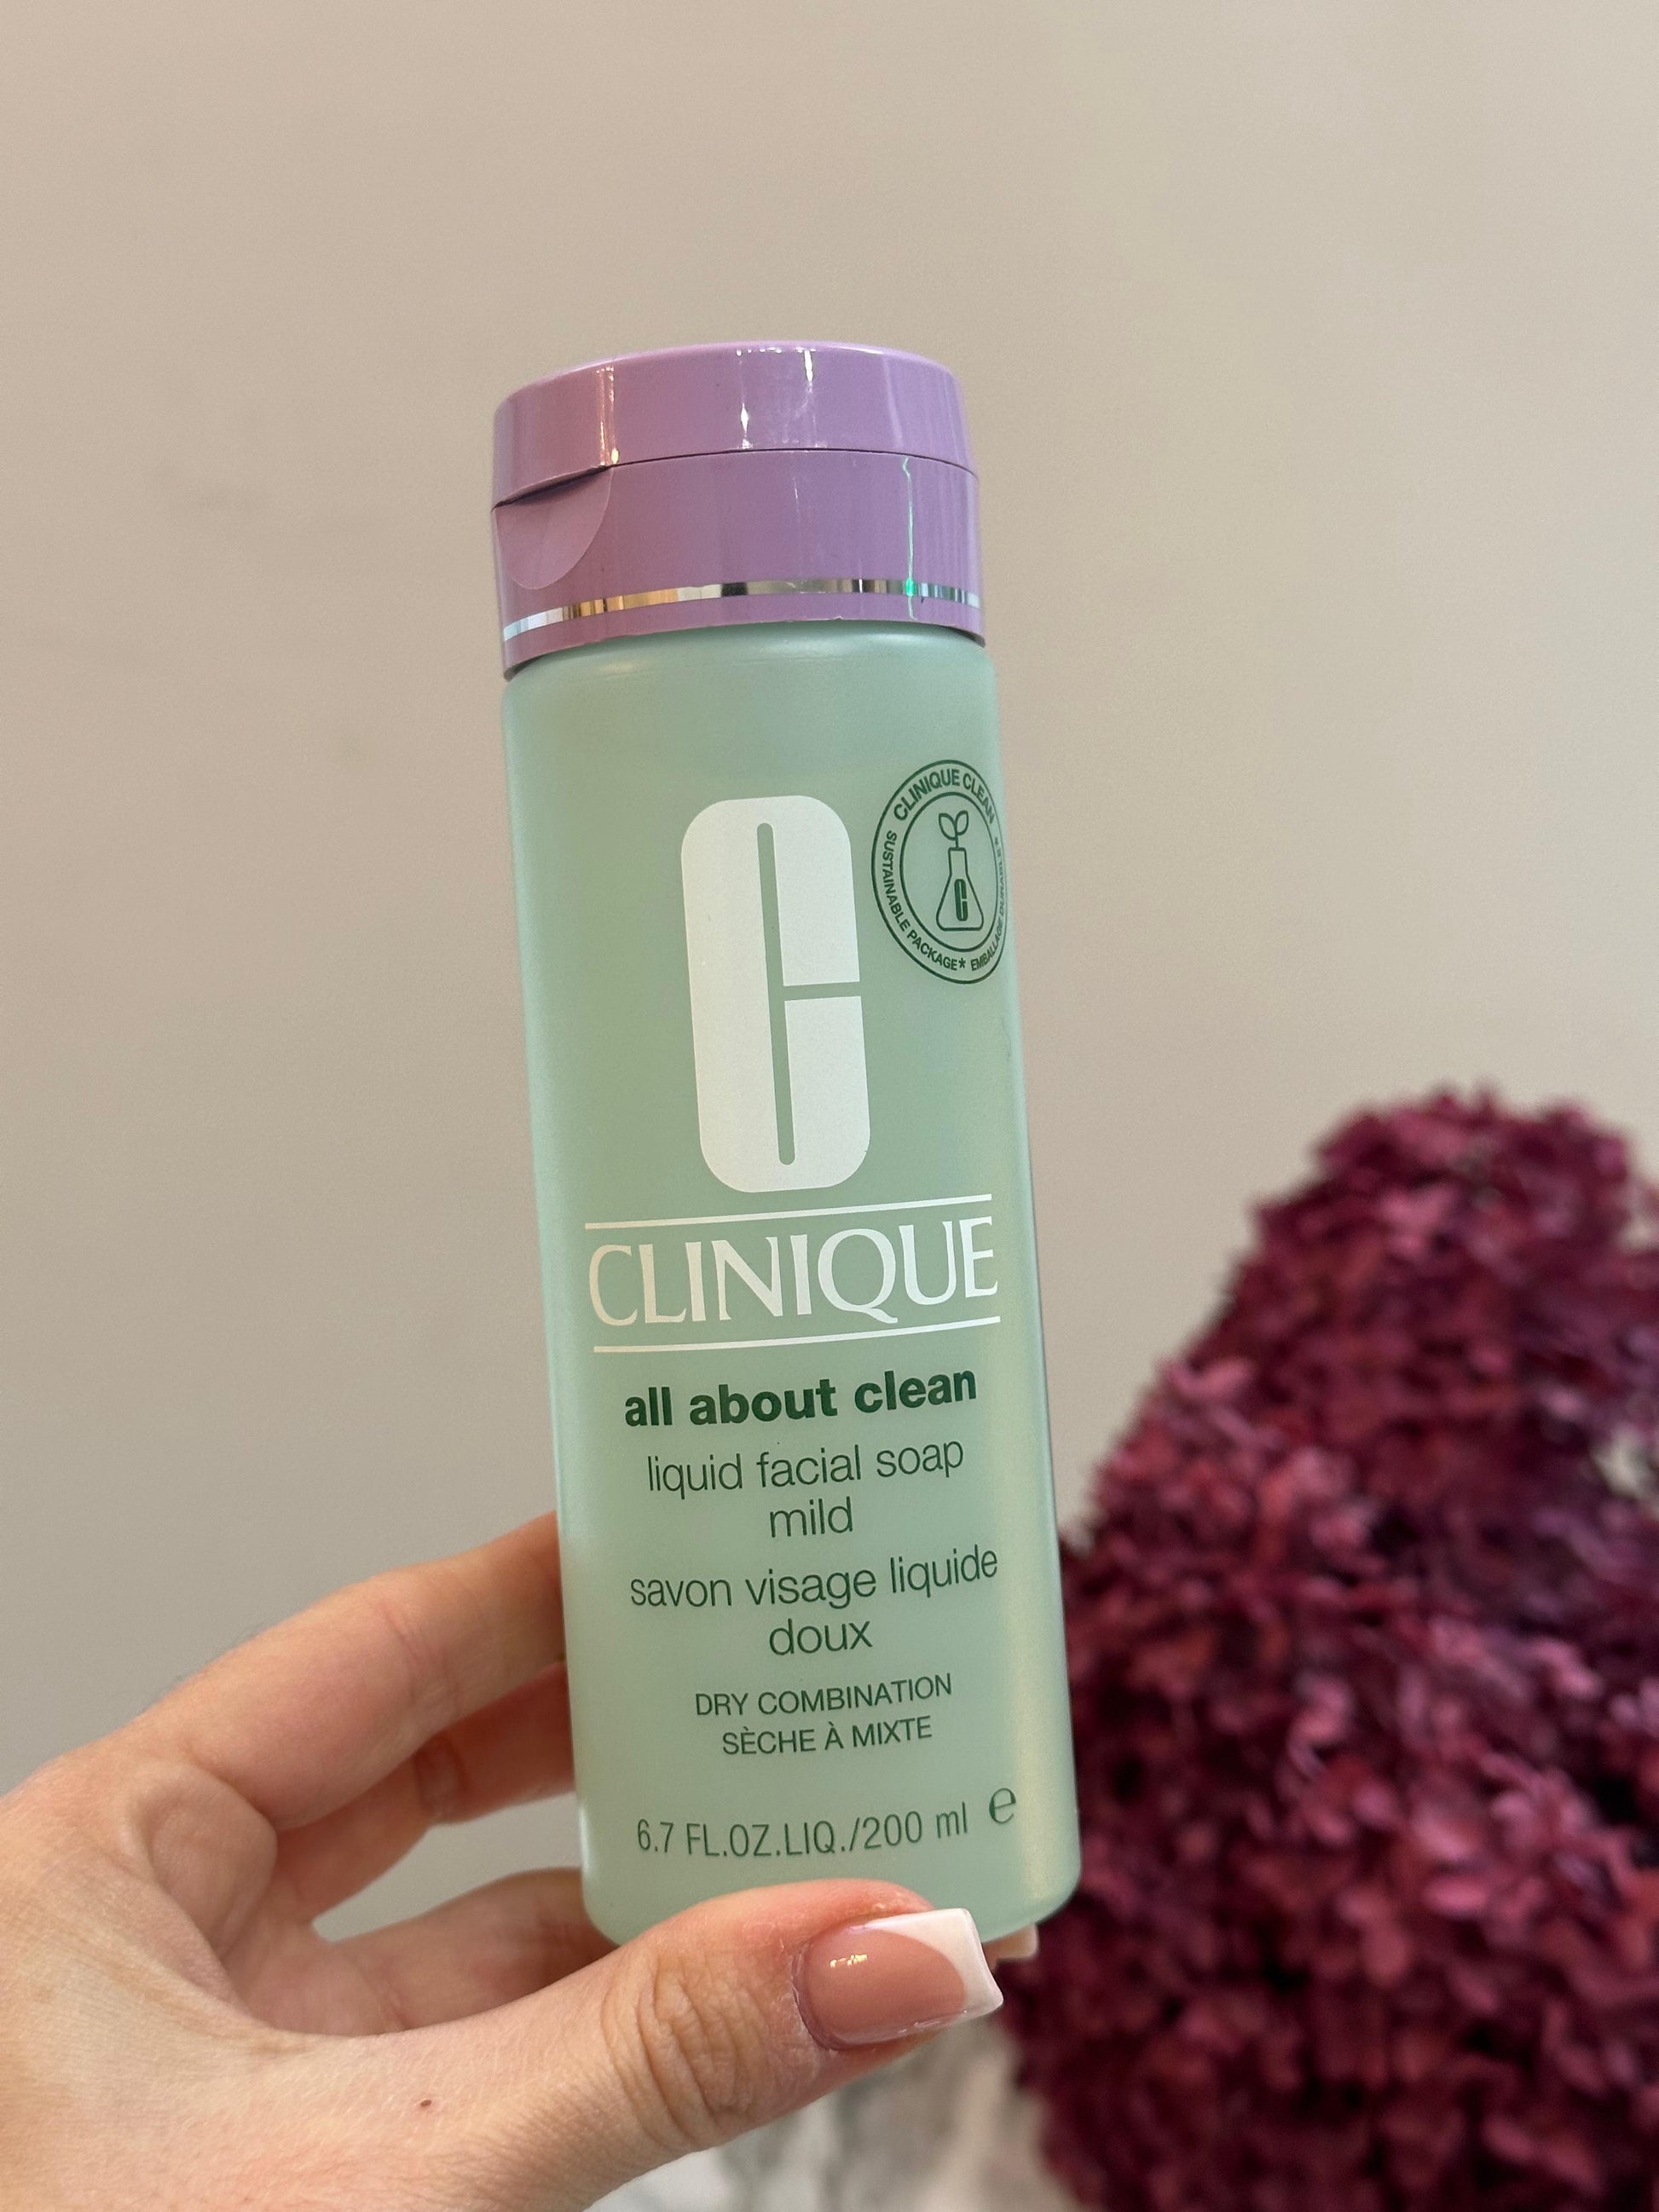 CLINIQUE CLEAN
SUSTAINABLE PACKAGE* EMBALLAGE DURABLE*
C
C
CLINIQUE
all about clean
liquid facial soap
mild
savon visage liquide
doux
DRY COMBINATION
SÈCHE À MIXTE
6.7 FL.OZ.LIQ./200 ml ℮